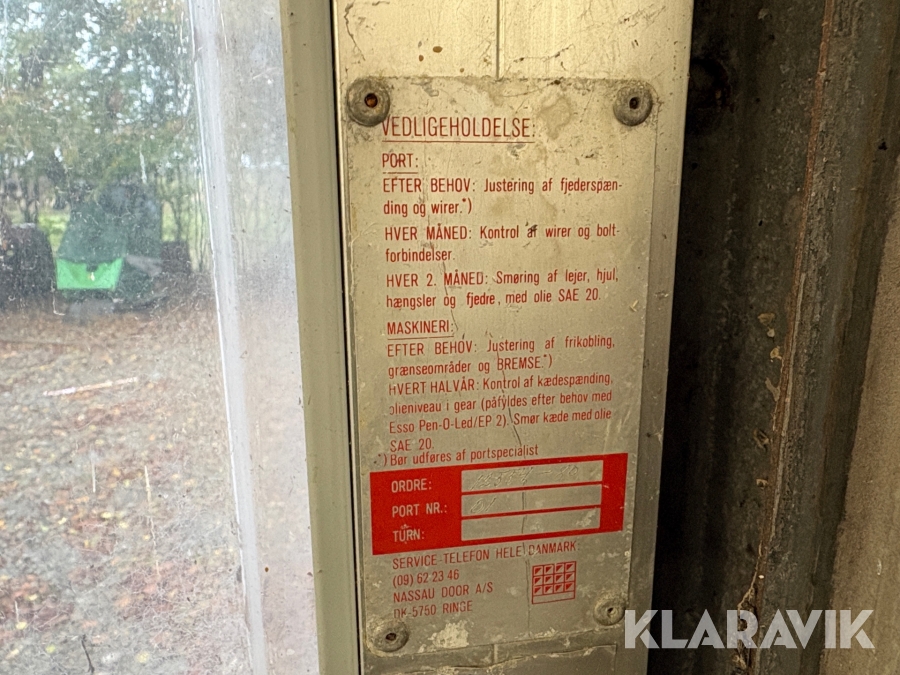 VEDLIGEHOLDELSE:
PORT:
EFTER BEHOV: Justering af fjederspæn-
ding og wirer.*)
HVER MÅNED: Kontrol af wirer og bolt-
forbindelser.
HVER 2. MÅNED: Smøring af lejer, hjul,
hængsler og fjedre, med olie SAE 20.
MASKINERI:
EFTER BEHOV: Justering af frikobling,
grænseområder og BREMSE.*)
HVERT HALVÅR: Kontrol af kædespænding,
olieniveau i gear (påfyldes efter behov med
Esso Pen-O-Led/EP 2). Smør kæde med olie
SAE 20.
*) Bør udføres af portspecialist
ORDRE:
PORT NR.:
TÜRN:
SERVICE-TELEFON HELE DANMARK
(09) 62 23 46
NASSAU DOOR A/S
DK-5750 RINGE
KLARAVIK